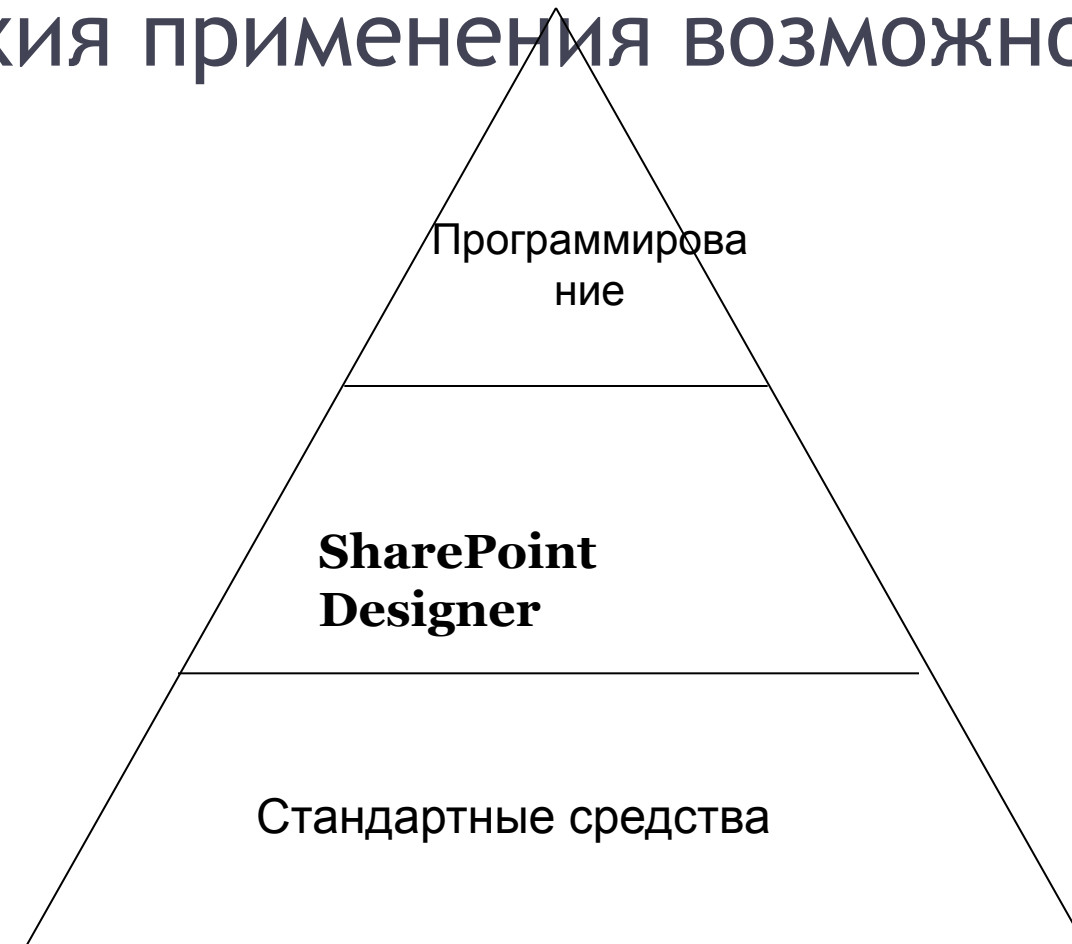 кия применения возможно
Программирова
ние
SharePoint
Designer
Стандартные средства